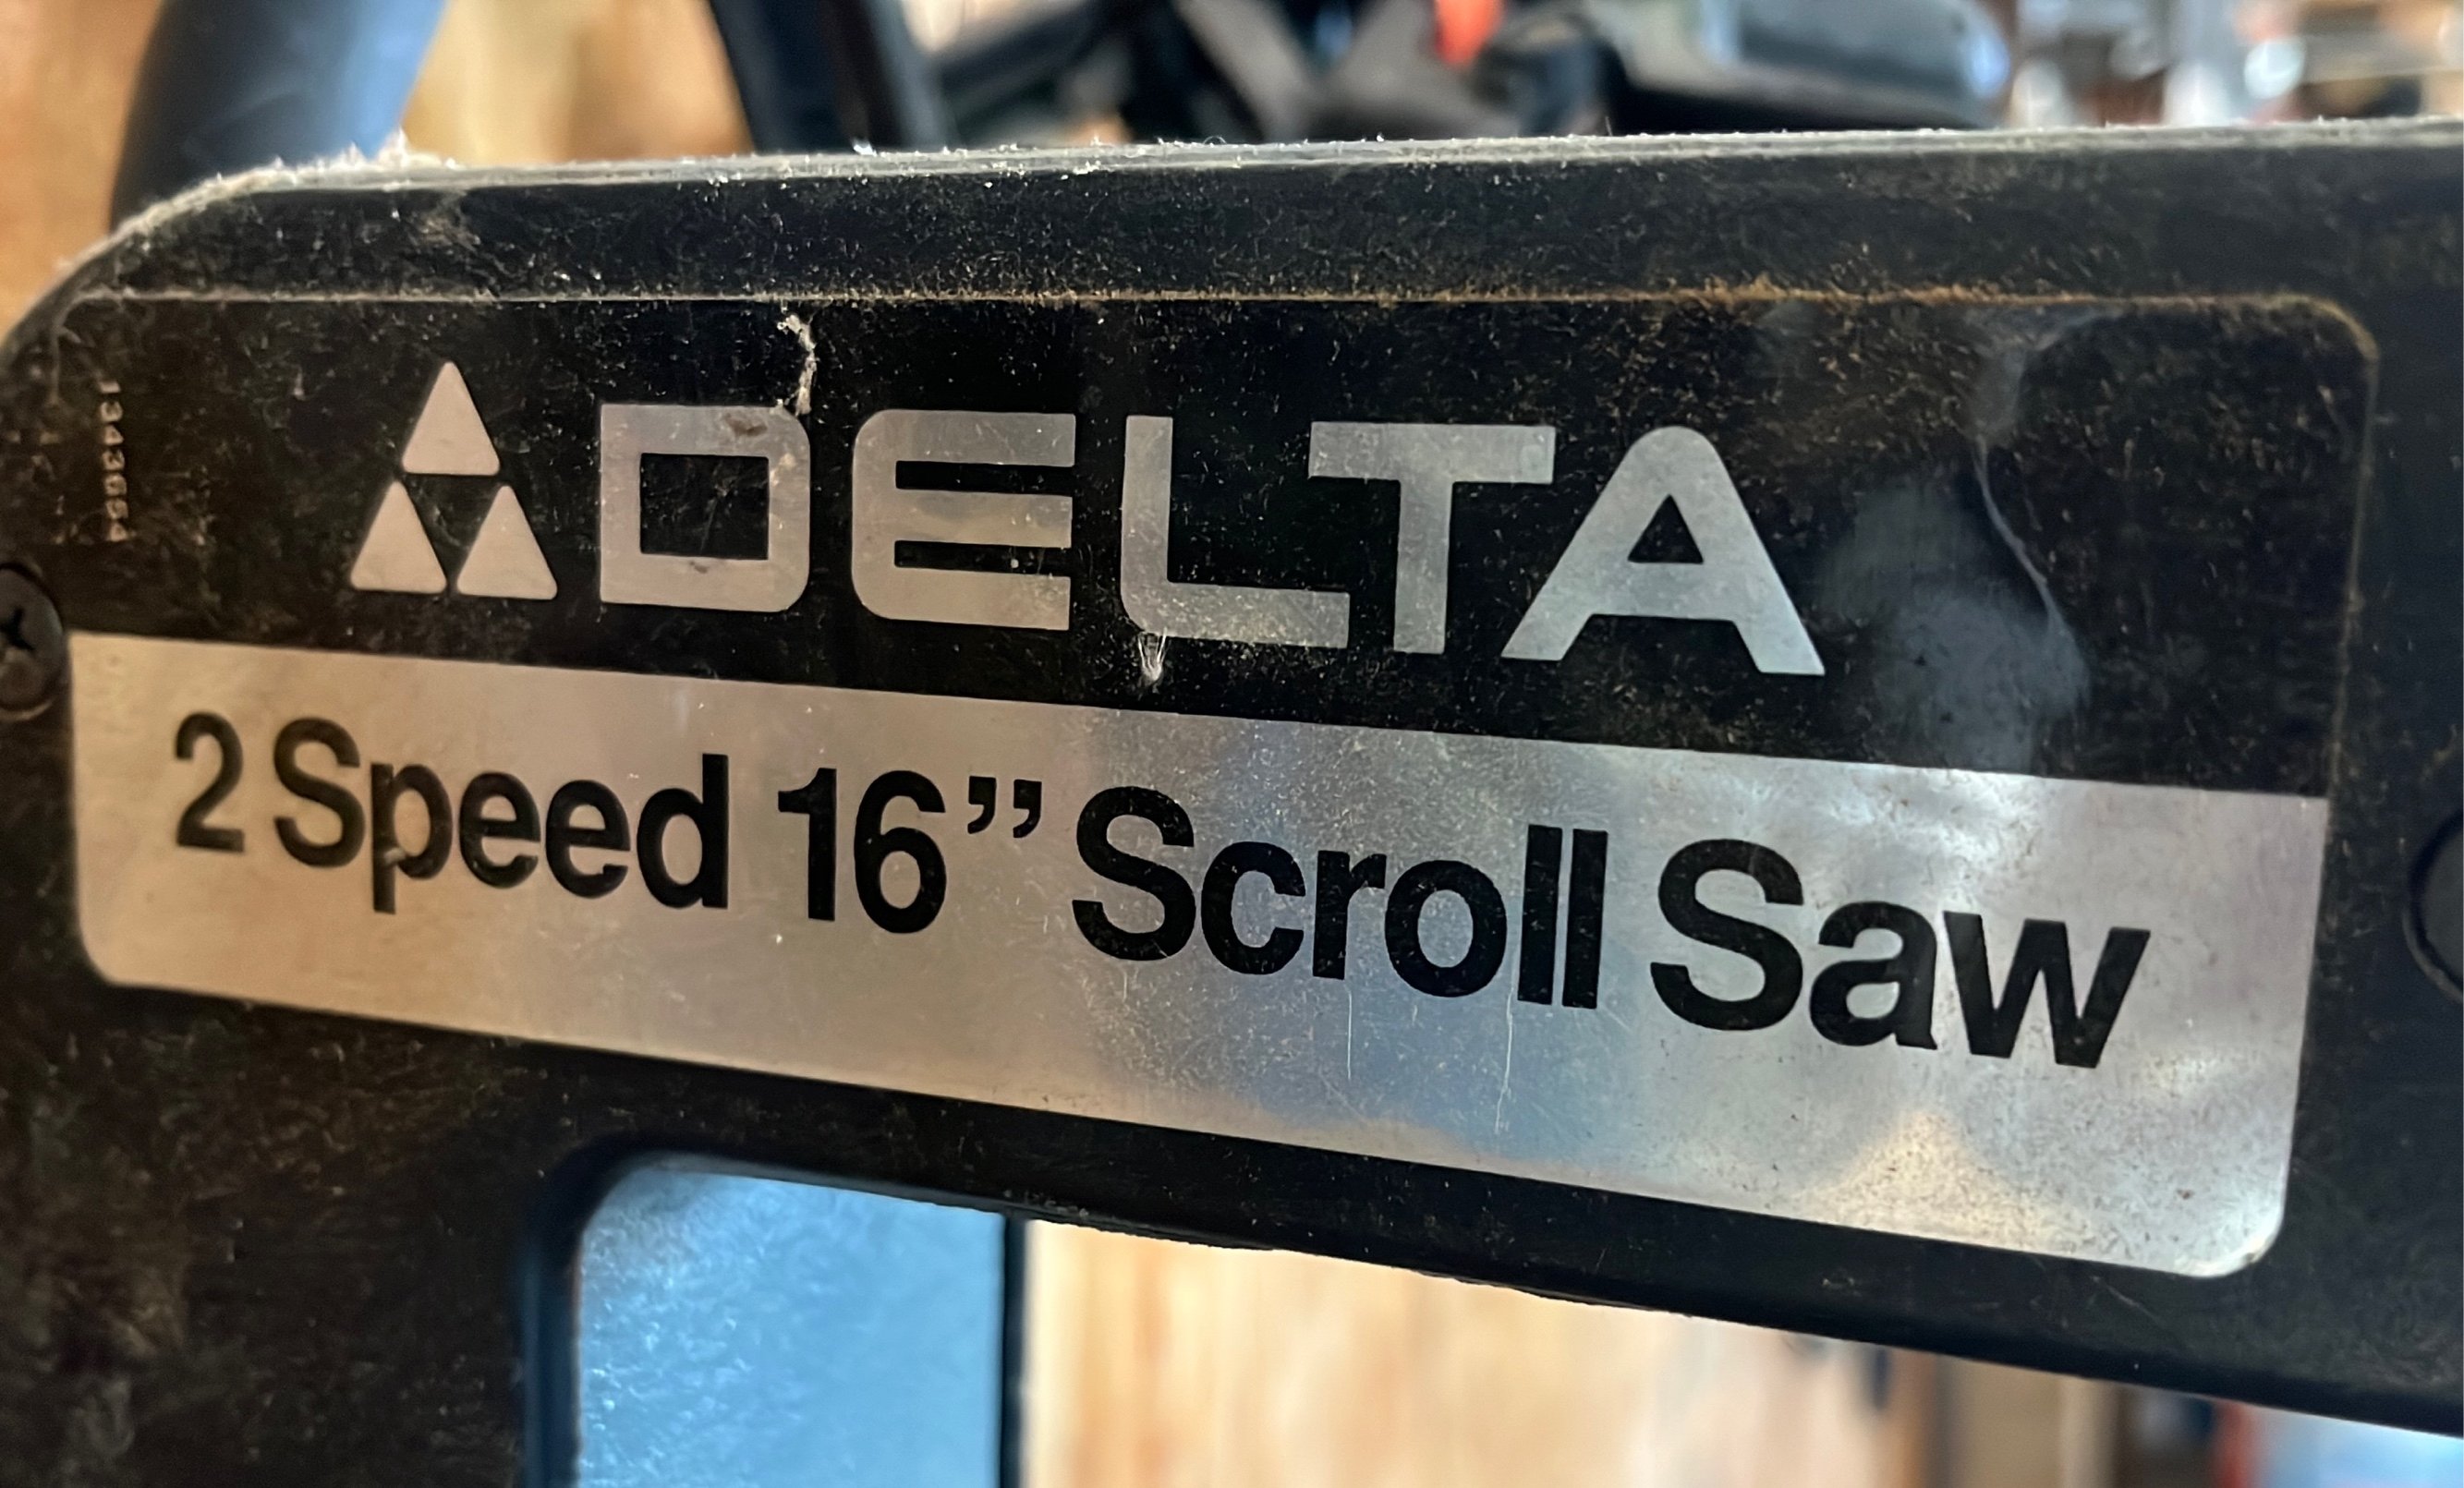 DELTA
2 Speed 16” Scroll Saw